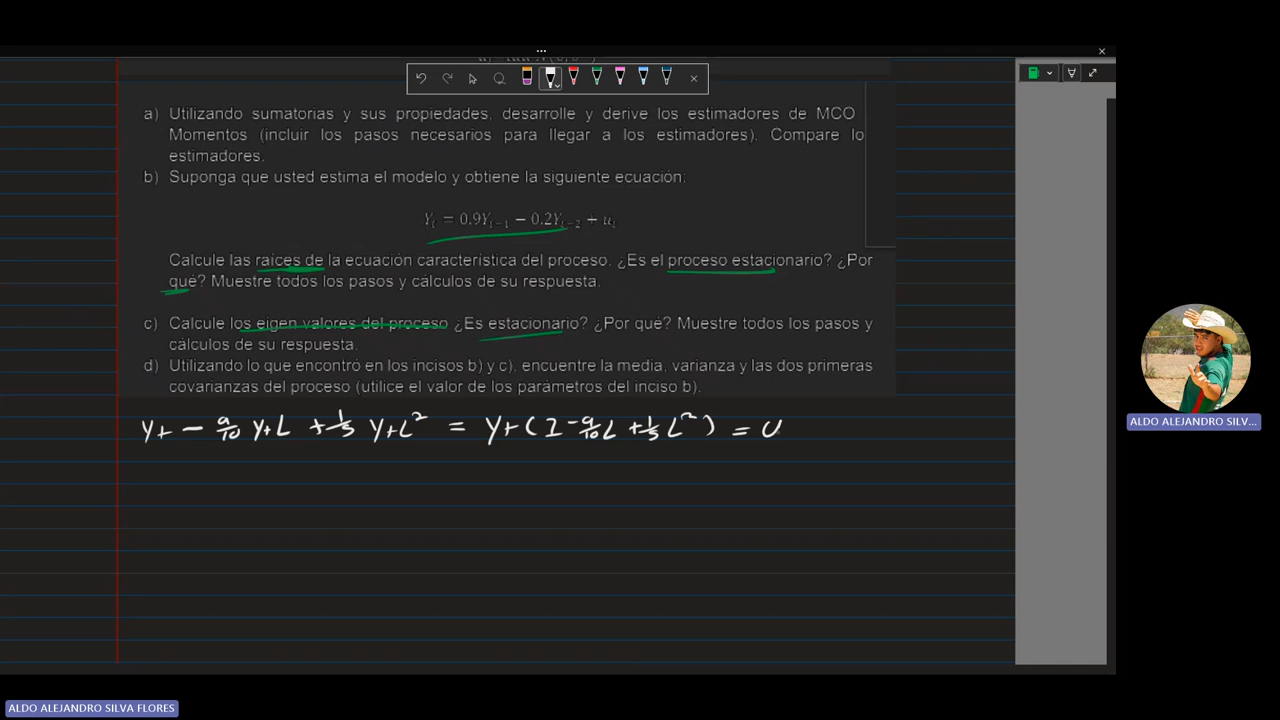 a) Utilizando sumatorias y sus propiedades, desarrolle y derive los estimadores de MCO
Momentos (incluir los pasos necesarios para llegar a los estimadores). Compare lo
estimadores.
b) Suponga que usted estima el modelo y obtiene la siguiente ecuación:
Yₜ = 0.9Yₜ₋₁ − 0.2Yₜ₋₂ + uₜ
Calcule las raíces de la ecuación característica del proceso. ¿Es el proceso estacionario? ¿Por
qué? Muestre todos los pasos y cálculos de su respuesta.
c) Calcule los eigen valores del proceso ¿Es estacionario? ¿Por qué? Muestre todos los pasos y
cálculos de su respuesta.
d) Utilizando lo que encontró en los incisos b) y c), encuentre la media, varianza y las dos primeras
covarianzas del proceso (utilice el valor de los parámetros del inciso b).
yt − 9/10 yt L + 1/5 yt L² = yt (1 − 9/10 L + 1/5 L²) = U
ALDO ALEJANDRO SILVA...
ALDO ALEJANDRO SILVA FLORES